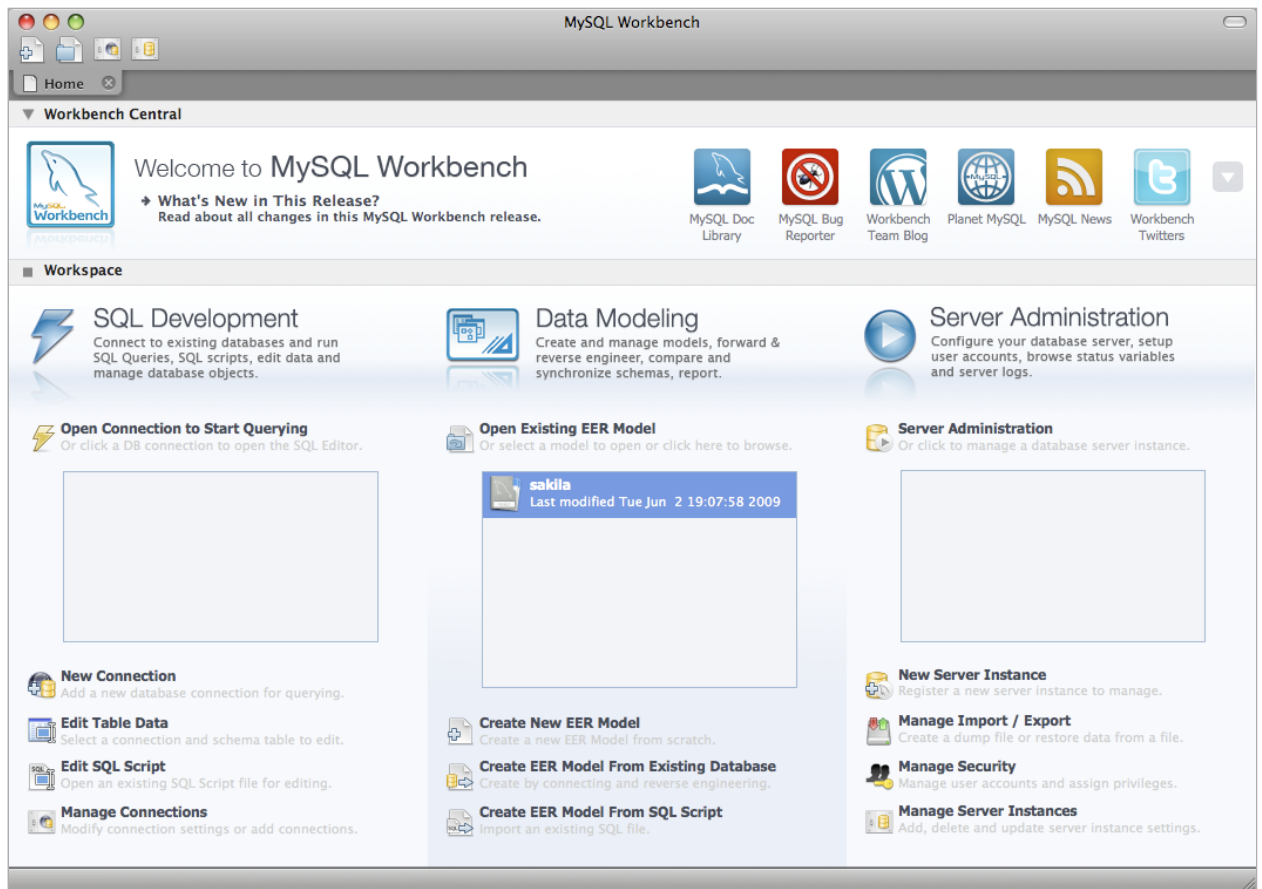 MySQL Workbench
Home
Workbench Central
MySQL
Workbench
Welcome to MySQL Workbench
What's New in This Release?
Read about all changes in this MySQL Workbench release.
MySQL Doc
Library
MySQL Bug
Reporter
Workbench
Team Blog
MySQL
Planet MySQL
MySQL News
Workbench
Twitters
Workspace
SQL Development
Connect to existing databases and run
SQL Queries, SQL scripts, edit data and
manage database objects.
Open Connection to Start Querying
Or click a DB connection to open the SQL Editor.
New Connection
Add a new database connection for querying.
Edit Table Data
Select a connection and schema table to edit.
Edit SQL Script
Open an existing SQL Script file for editing.
Manage Connections
Modify connection settings or add connections.
Data Modeling
Create and manage models, forward &
reverse engineer, compare and
synchronize schemas, report.
Open Existing EER Model
Or select a model to open or click here to browse.
sakila
Last modified Tue Jun  2 19:07:58 2009
Create New EER Model
Create a new EER Model from scratch.
Create EER Model From Existing Database
Create by connecting and reverse engineering.
Create EER Model From SQL Script
Import an existing SQL file.
Server Administration
Configure your database server, setup
user accounts, browse status variables
and server logs.
Server Administration
Or click to manage a database server instance.
New Server Instance
Register a new server instance to manage.
Manage Import / Export
Create a dump file or restore data from a file.
Manage Security
Manage user accounts and assign privileges.
Manage Server Instances
Add, delete and update server instance settings.